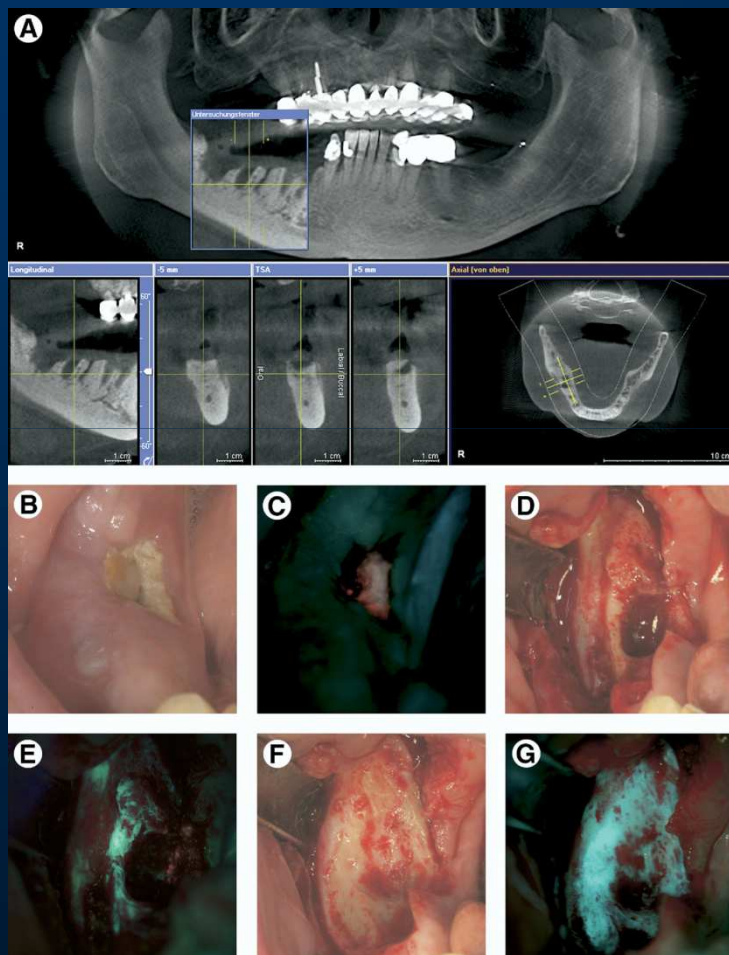 A
Untersuchungsfenster
R
Longitudinal
-5 mm
TSA
+5 mm
Axial (von oben)
60°
-60°
Oral
Labial / Buccal
1 cm
1 cm
1 cm
1 cm
R
10 cm
B
C
D
E
F
G